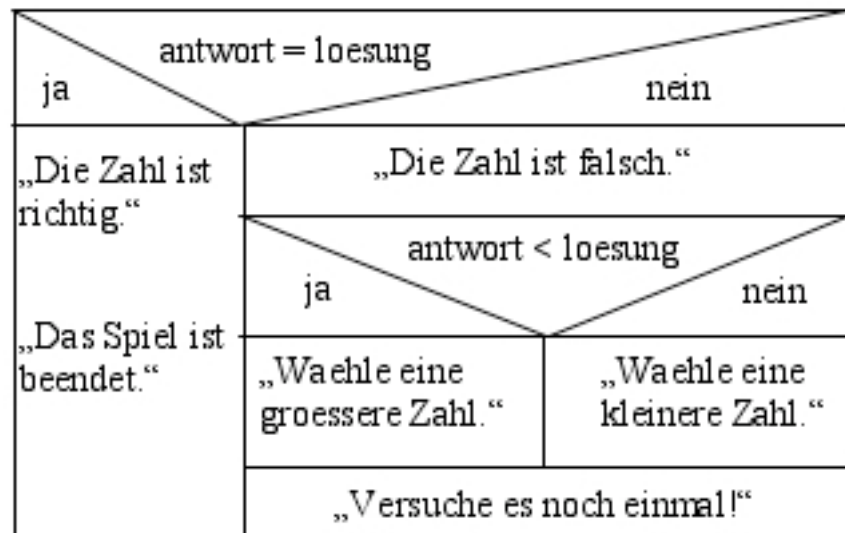 antwort = loesung
ja
nein
„Die Zahl ist
richtig.“
„Das Spiel ist
beendet.“
„Die Zahl ist falsch.“
antwort < loesung
ja
nein
„Waehle eine
groessere Zahl.“
„Waehle eine
kleinere Zahl.“
„Versuche es noch einmal!“